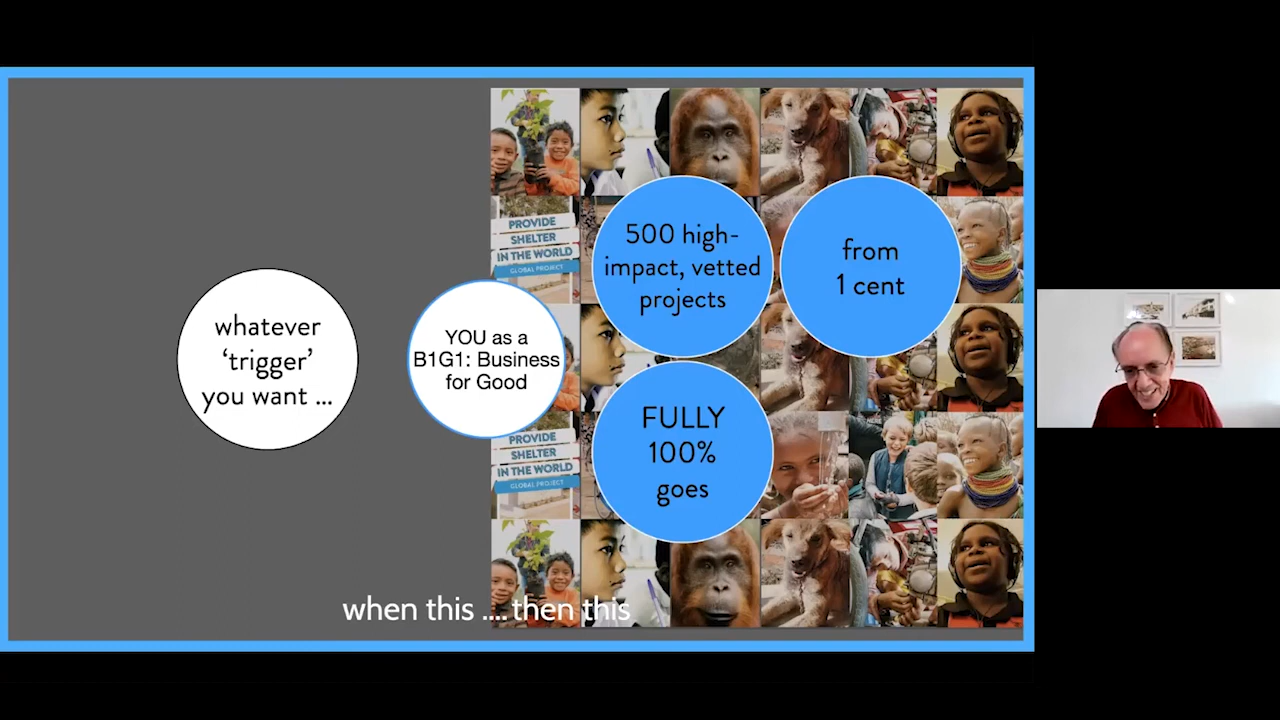 whatever
‘trigger’
you want ...
YOU as a
B1G1: Business
for Good
PROVIDE
SHELTER
IN THE WORLD
GLOBAL PROJECT
500 high-
impact, vetted
projects
from
1 cent
FULLY
100%
goes
PROVIDE
SHELTER
IN THE WORLD
GLOBAL PROJECT
when this .... then this